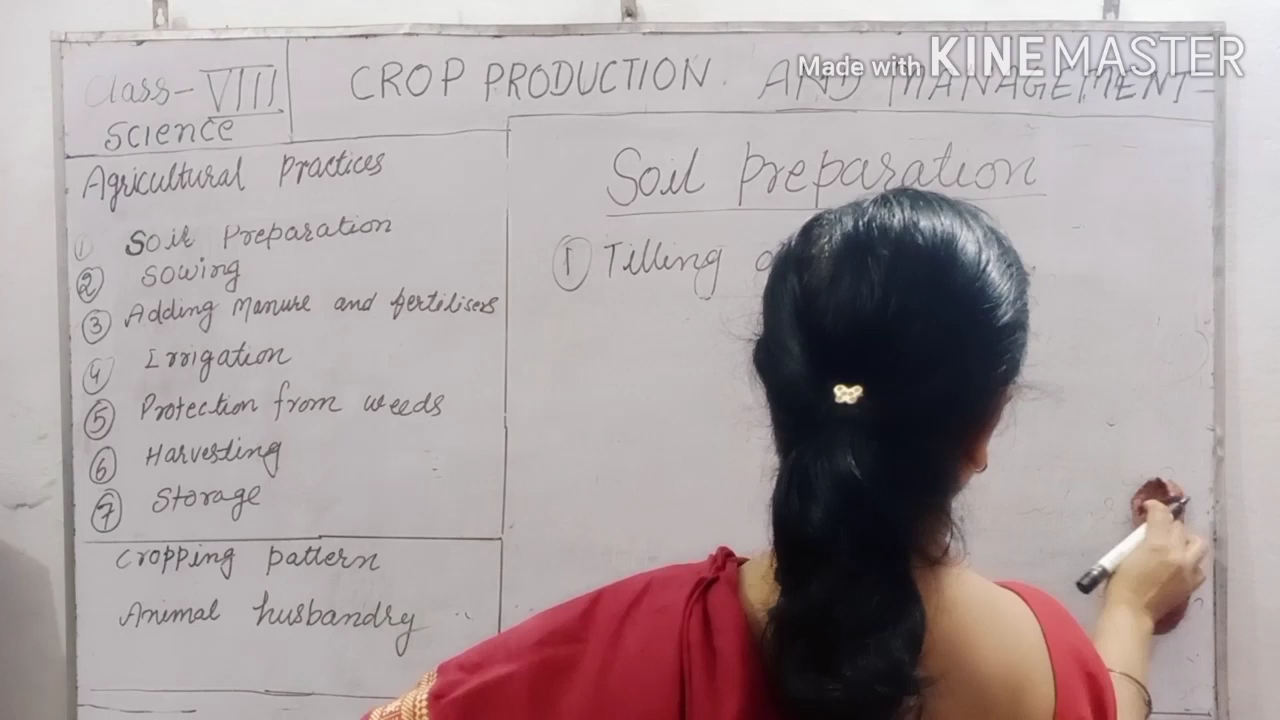 Made with KINEMASTER
Class - VIII
Science
CROP PRODUCTION. AND MANAGEMENT
Agricultural Practices
1 Soil Preparation
2 Sowing
3 Adding Manure and fertilisers
4 Irrigation
5 Protection from weeds
6 Harvesting
7 Storage
Cropping pattern
Animal husbandry
Soil Preparation
1 Tilling